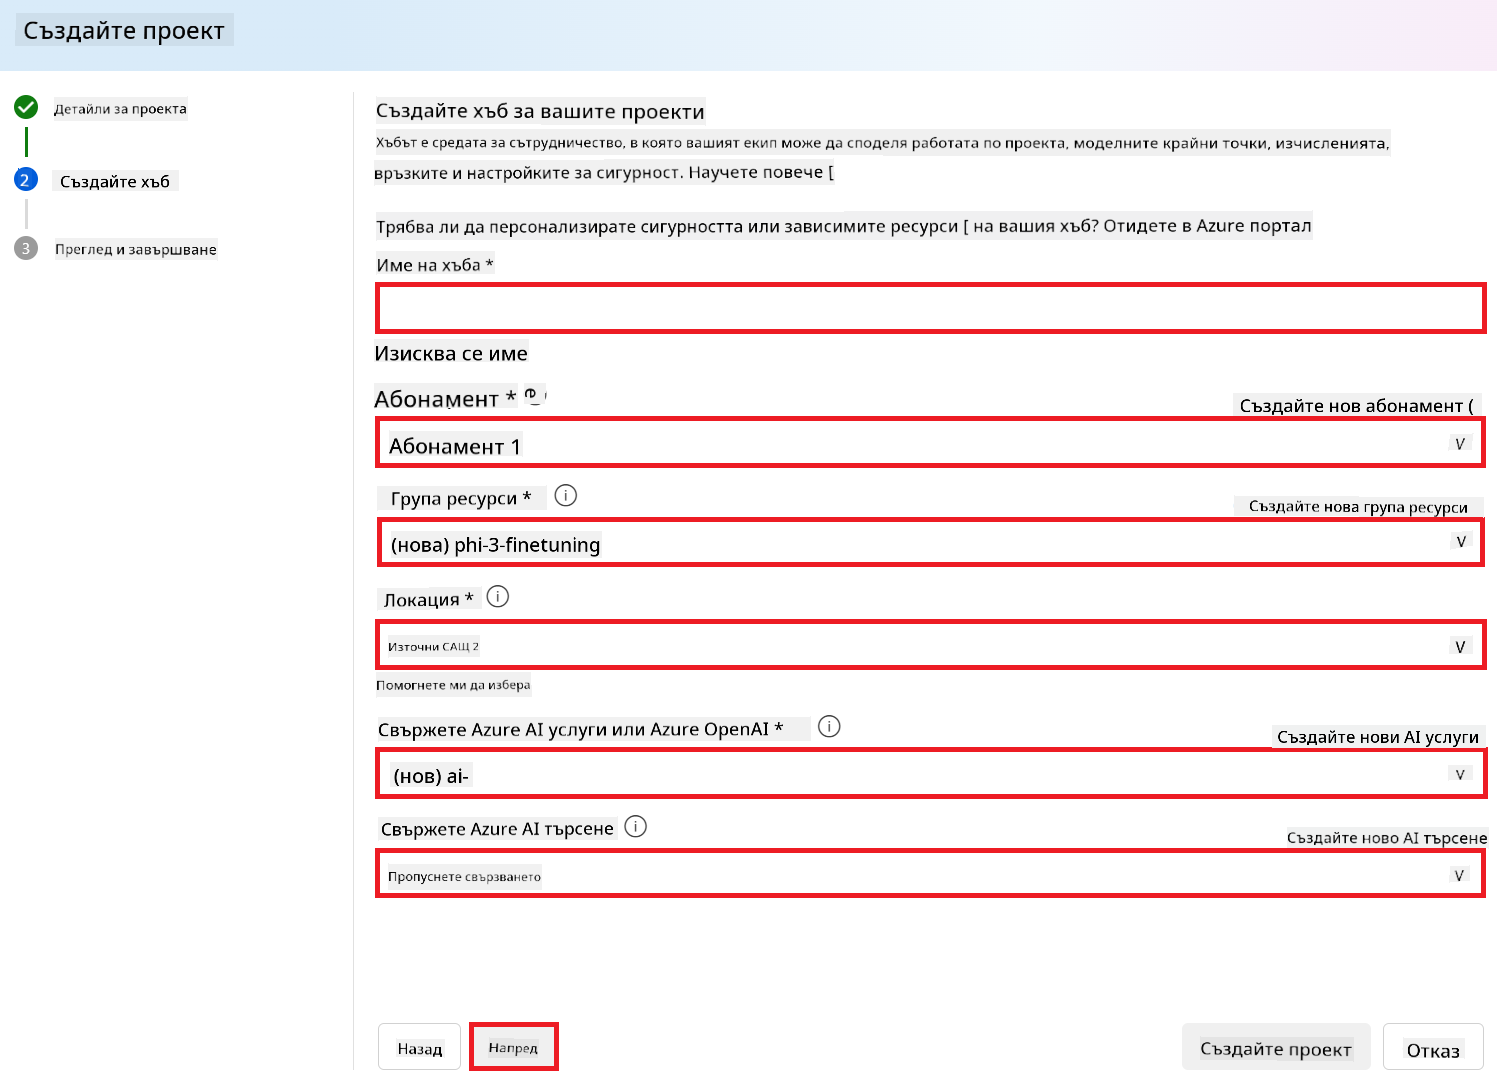 Създайте проект
Детайли за проекта
2 Създайте хъб
3 Преглед и завършване
Създайте хъб за вашите проекти
Хъбът е средата за сътрудничество, в която вашият екип може да споделя работата по проекта, моделните крайни точки, изчисленията,
връзките и настройките за сигурност. Научете повече [
Трябва ли да персонализирате сигурността или зависимите ресурси [ на вашия хъб? Отидете в Azure портал
Име на хъба *
Изисква се име
Абонамент *
Създайте нов абонамент (
Абонамент 1 V
Група ресурси *
Създайте нова група ресурси
(нова) phi-3-finetuning V
Локация *
Източни САЩ 2 V
Помогнете ми да избера
Свържете Azure AI услуги или Azure OpenAI *
Създайте нови AI услуги
(нов) ai- V
Свържете Azure AI търсене
Създайте ново AI търсене
Пропуснете свързването V
Назад Напред Създайте проект Отказ